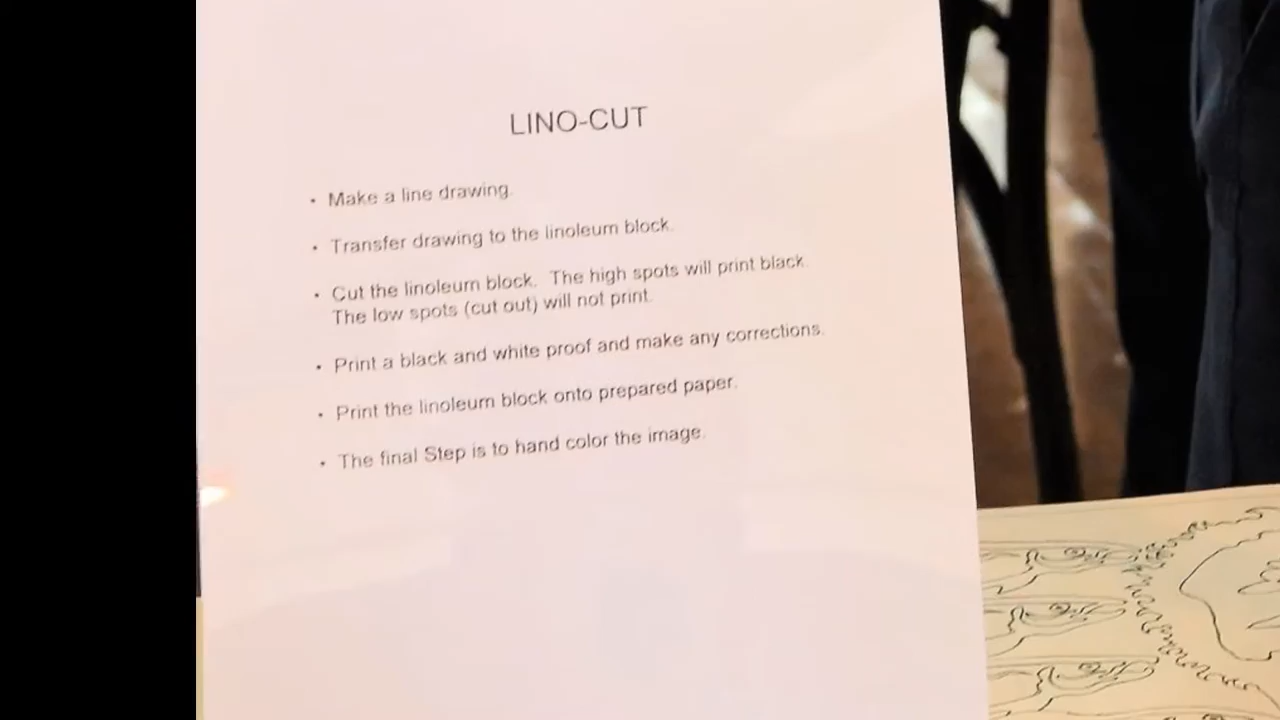 LINO-CUT
• Make a line drawing.
• Transfer drawing to the linoleum block.
• Cut the linoleum block. The high spots will print black.
The low spots (cut out) will not print.
• Print a black and white proof and make any corrections.
• Print the linoleum block onto prepared paper.
• The final Step is to hand color the image.